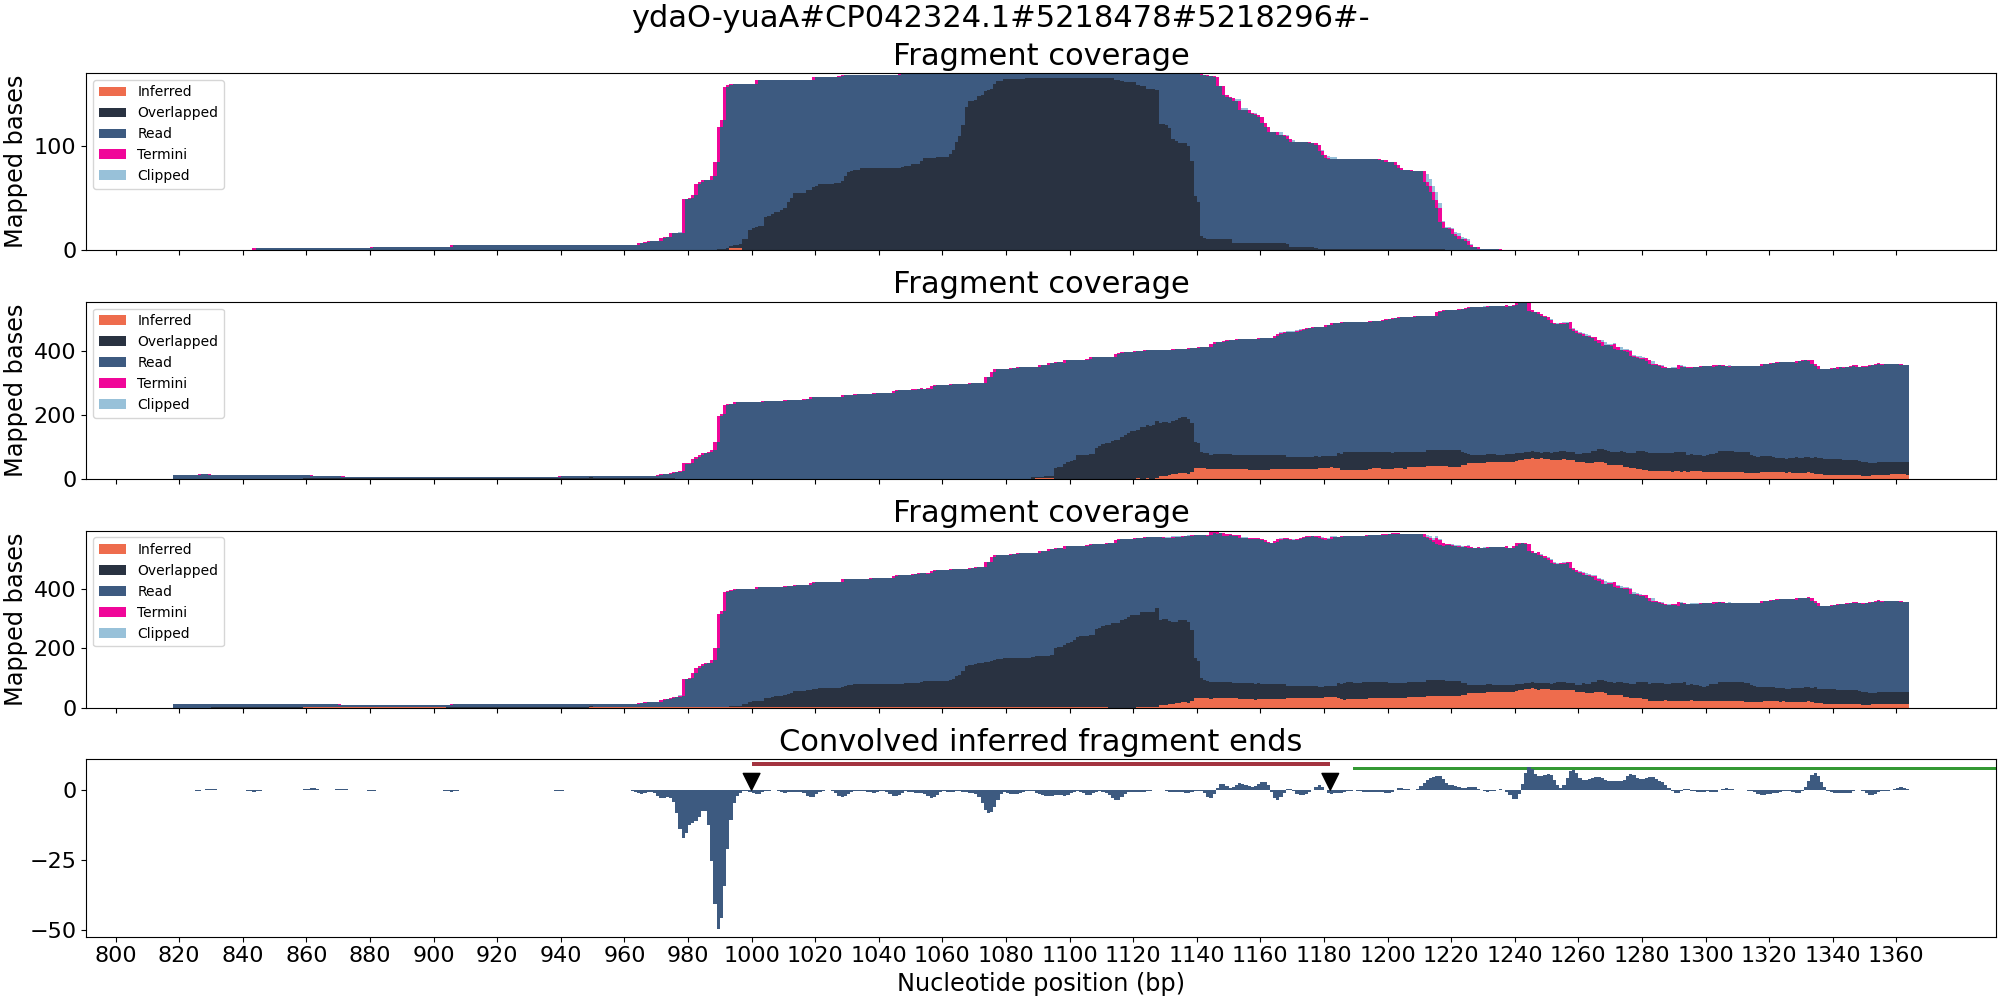 ydaO-yuaA#CP042324.1#5218478#5218296#-
Fragment coverage
Mapped bases
100
0
Inferred
Overlapped
Read
Termini
Clipped
Fragment coverage
Mapped bases
400
200
0
Inferred
Overlapped
Read
Termini
Clipped
Fragment coverage
Mapped bases
400
200
0
Inferred
Overlapped
Read
Termini
Clipped
Convolved inferred fragment ends
0
−25
−50
800 820 840 860 880 900 920 940 960 980 1000 1020 1040 1060 1080 1100 1120 1140 1160 1180 1200 1220 1240 1260 1280 1300 1320 1340 1360
Nucleotide position (bp)